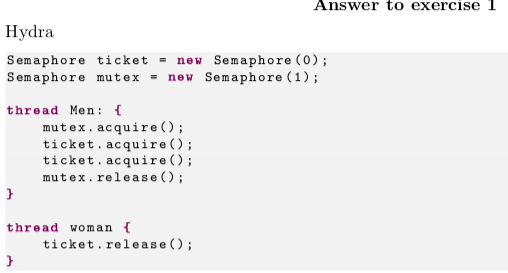 Answer to exercise 1
Hydra
Semaphore ticket = new Semaphore(0);
Semaphore mutex = new Semaphore(1);
thread Men: {
mutex.acquire();
ticket.acquire();
ticket.acquire();
mutex.release();
}
thread woman {
ticket.release();
}